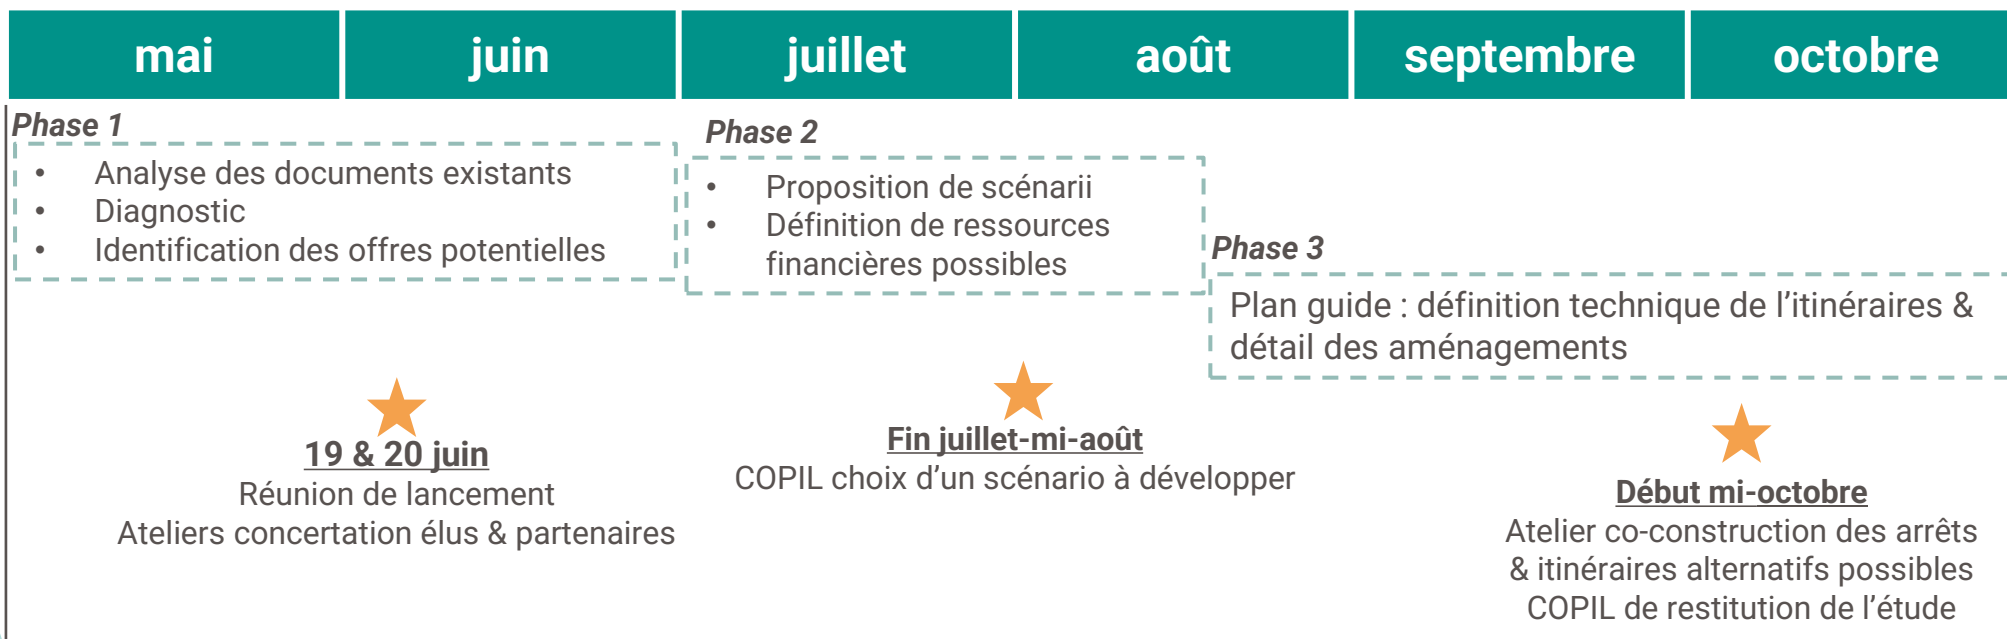 mai
juin
juillet
août
septembre
octobre
Phase 1
• Analyse des documents existants
• Diagnostic
• Identification des offres potentielles
Phase 2
• Proposition de scénarii
• Définition de ressources
financières possibles
Phase 3
Plan guide : définition technique de l’itinéraires &
détail des aménagements
19 & 20 juin
Réunion de lancement
Ateliers concertation élus & partenaires
Fin juillet-mi-août
COPIL choix d’un scénario à développer
Début mi-octobre
Atelier co-construction des arrêts
& itinéraires alternatifs possibles
COPIL de restitution de l’étude